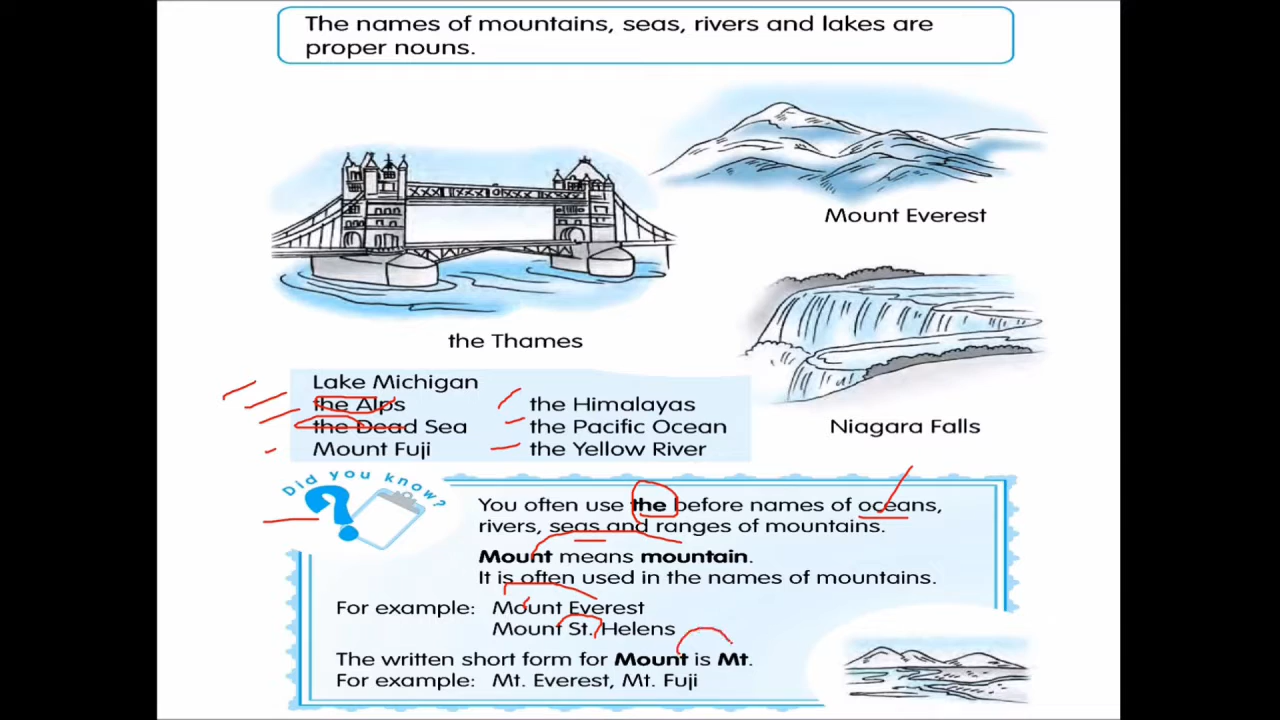 The names of mountains, seas, rivers and lakes are
proper nouns.
Mount Everest
the Thames
Niagara Falls
Lake Michigan
the Alps
the Dead Sea
Mount Fuji
the Himalayas
the Pacific Ocean
the Yellow River
Did you know?
You often use the before names of oceans,
rivers, seas and ranges of mountains.
Mount means mountain.
It is often used in the names of mountains.
For example: Mount Everest
Mount St. Helens
The written short form for Mount is Mt.
For example: Mt. Everest, Mt. Fuji